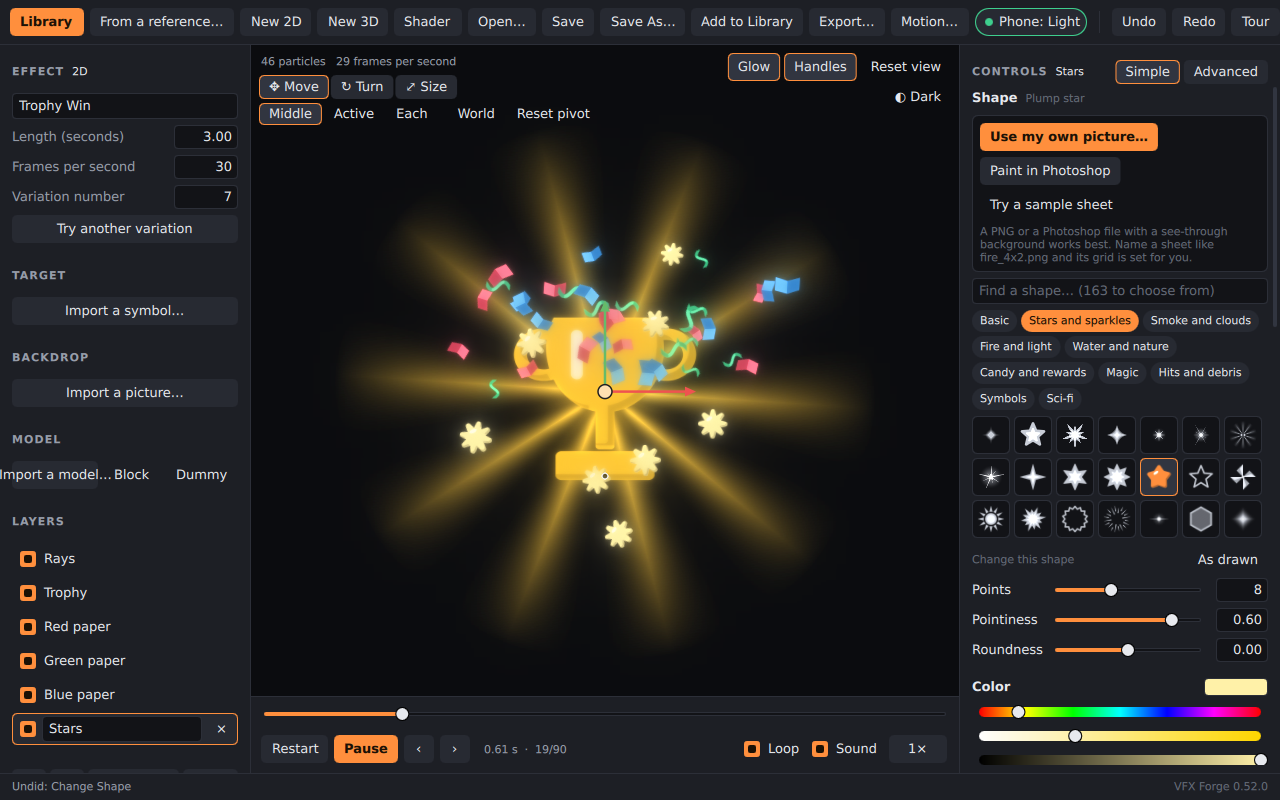 Library From a reference... New 2D New 3D Shader Open... Save Save As... Add to Library Export... Motion... Phone: Light Undo Redo Tour
EFFECT 2D
Trophy Win
Length (seconds) 3.00
Frames per second 30
Variation number 7
Try another variation
TARGET
Import a symbol...
BACKDROP
Import a picture...
MODEL
Import a model... Block Dummy
LAYERS
Rays
Trophy
Red paper
Green paper
Blue paper
Stars ×
46 particles 29 frames per second
Glow Handles Reset view
✥ Move ↻ Turn ⤢ Size
◐ Dark
Middle Active Each World Reset pivot
Restart Pause ‹ › 0.61 s · 19/90 Loop Sound 1×
CONTROLS Stars Simple Advanced
Shape Plump star
Use my own picture...
Paint in Photoshop
Try a sample sheet
A PNG or a Photoshop file with a see-through
background works best. Name a sheet like
fire_4x2.png and its grid is set for you.
Find a shape... (163 to choose from)
Basic Stars and sparkles Smoke and clouds
Fire and light Water and nature
Candy and rewards Magic Hits and debris
Symbols Sci-fi
Change this shape As drawn
Points 8
Pointiness 0.60
Roundness 0.00
Color
Undid: Change Shape VFX Forge 0.52.0